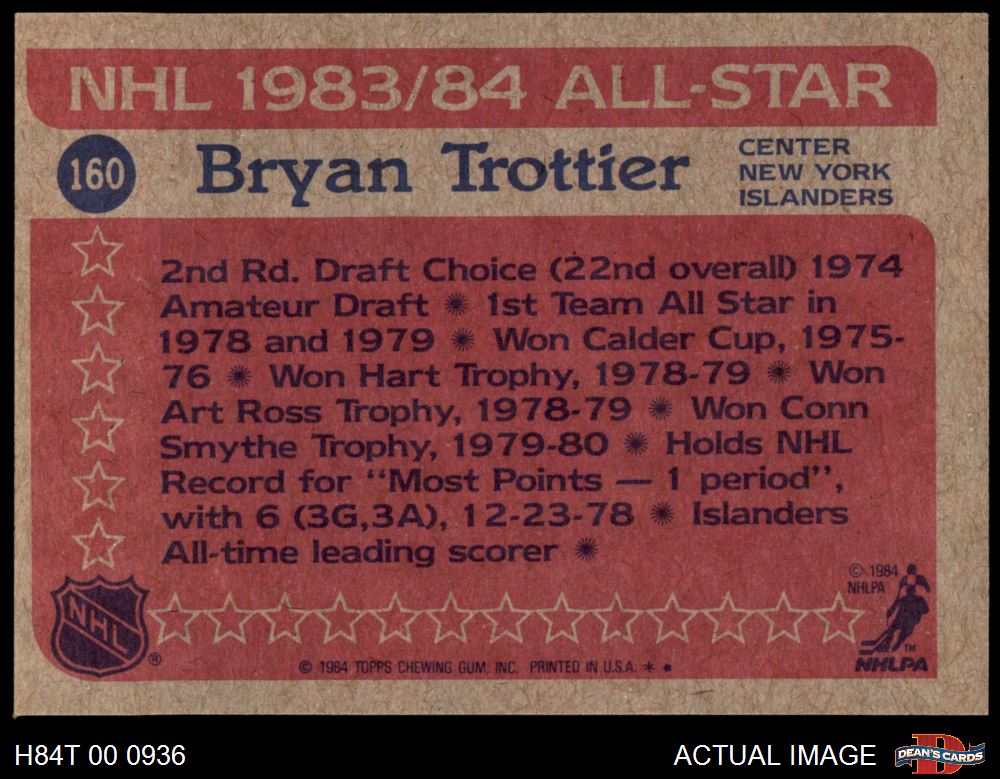 NHL 1983/84 ALL-STAR
160
Bryan Trottier
CENTER
NEW YORK
ISLANDERS
2nd Rd. Draft Choice (22nd overall) 1974
Amateur Draft ✺ 1st Team All Star in
1978 and 1979 ✺ Won Calder Cup, 1975-
76 ✺ Won Hart Trophy, 1978-79 ✺ Won
Art Ross Trophy, 1978-79 ✺ Won Conn
Smythe Trophy, 1979-80 ✺ Holds NHL
Record for “Most Points — 1 period”,
with 6 (3G,3A), 12-23-78 ✺ Islanders
All-time leading scorer ✺
© 1984
NHLPA
NHL
®
TM
NHLPA
© 1984 TOPPS CHEWING GUM, INC. PRINTED IN U.S.A. * *
H84T 00 0936
ACTUAL IMAGE
D
DEAN'S CARDS